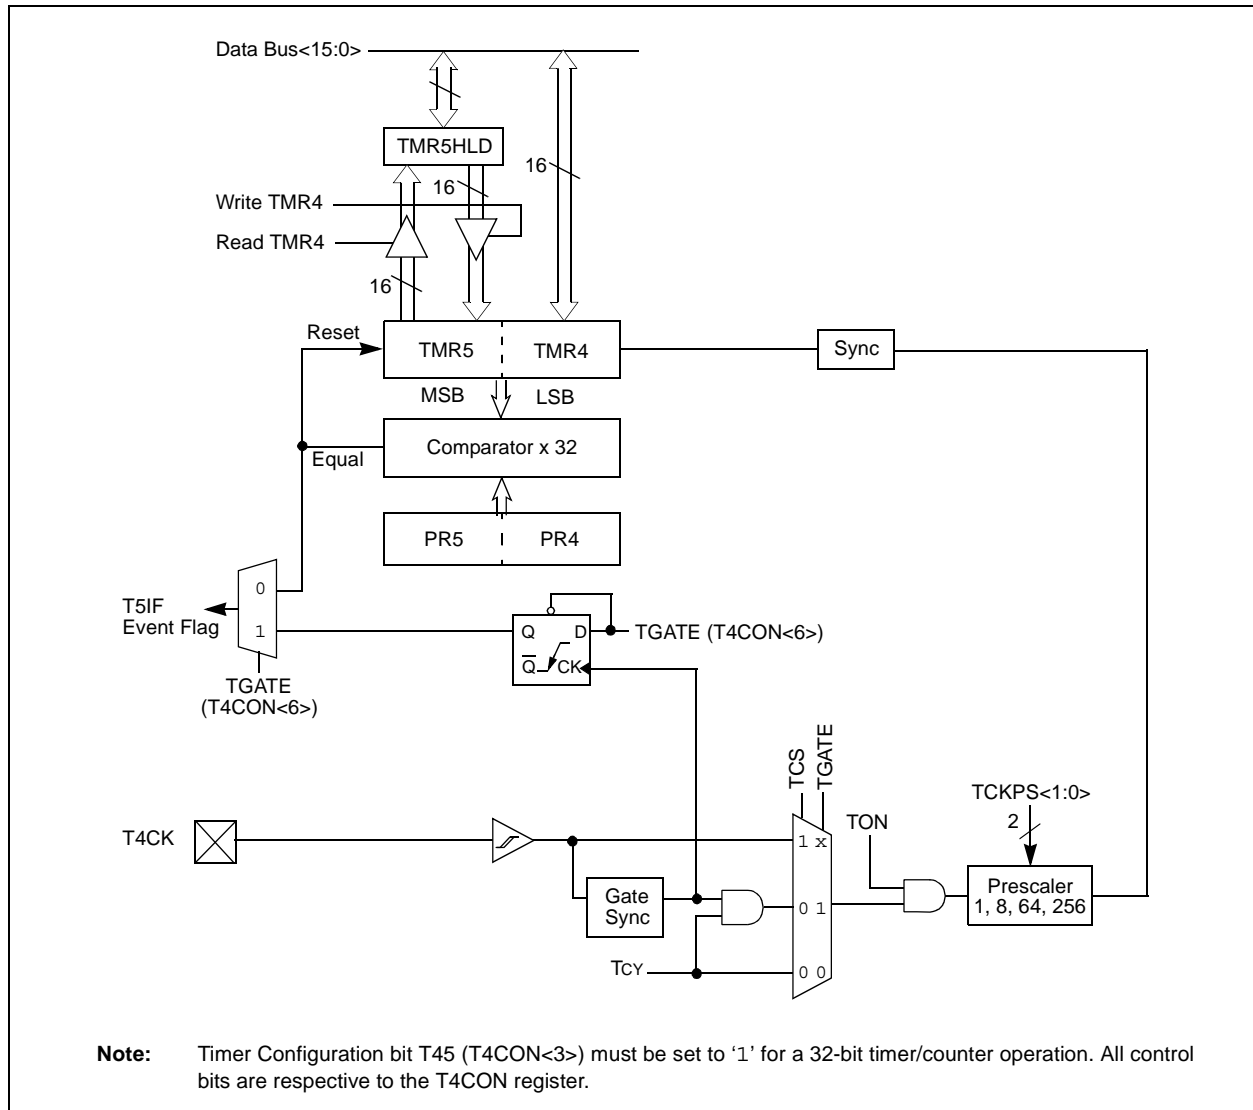 Data Bus<15:0>
TMR5HLD
16
16
Write TMR4
Read TMR4
16
Reset
TMR5
TMR4
Sync
MSB
LSB
Equal
Comparator x 32
PR5
PR4
0
T5IF
Event Flag
1
Q
D
TGATE (T4CON<6>)
Q
CK
TGATE
(T4CON<6>)
TCS
TGATE
TCKPS<1:0>
2
T4CK
1 x
TON
Gate
Sync
0 1
Prescaler
1, 8, 64, 256
TCY
0 0
Note: Timer Configuration bit T45 (T4CON<3>) must be set to ‘1’ for a 32-bit timer/counter operation. All control
bits are respective to the T4CON register.